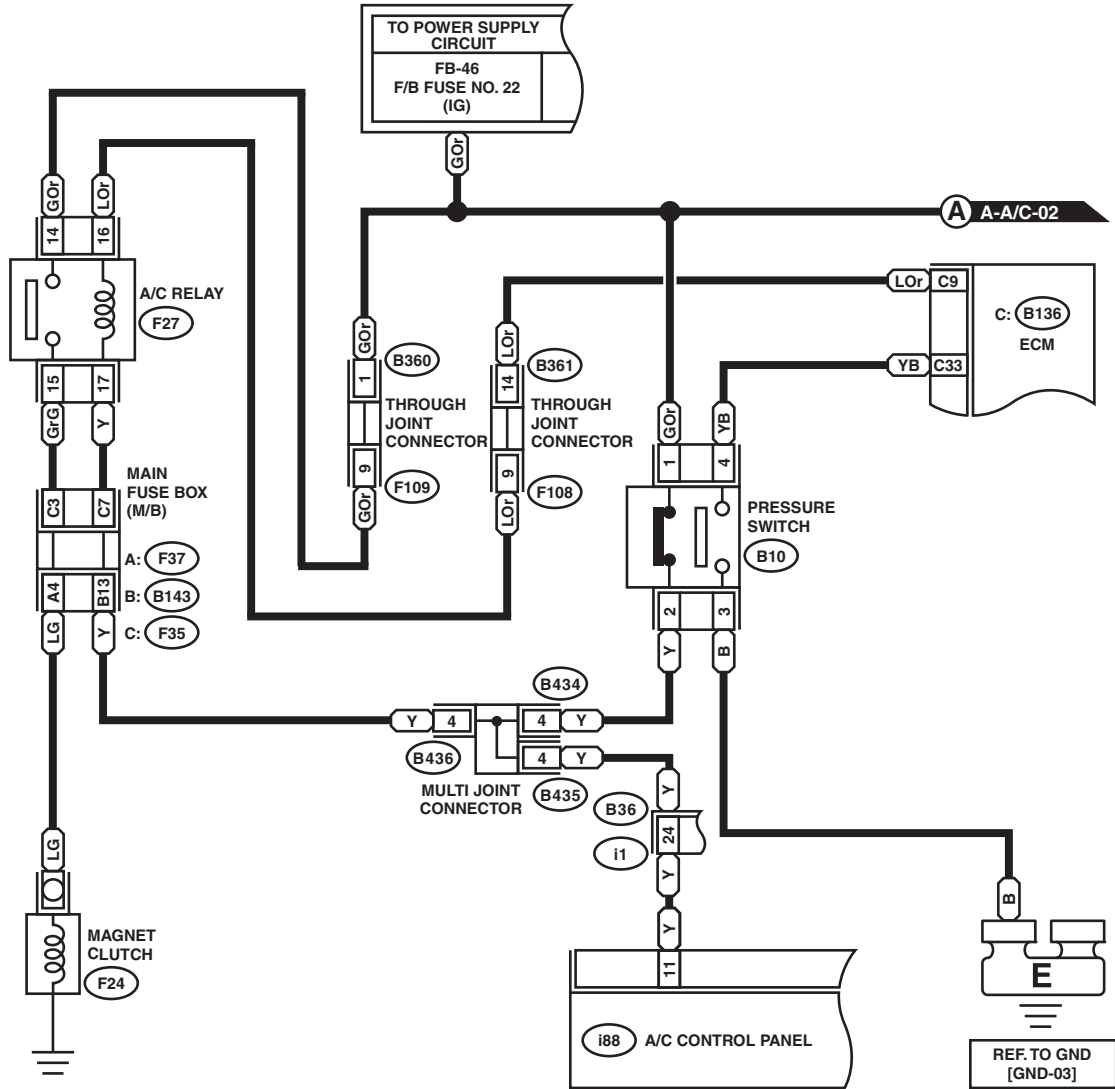 TO POWER SUPPLY
CIRCUIT
FB-46
F/B FUSE NO. 22
(IG)
GOr
GOr
LOr
14
16
A/C RELAY
F27
15
17
GrG
Y
A
A-A/C-02
LOr
C9
C: B136
ECM
YB
C33
GOr
1
B360
THROUGH
JOINT
CONNECTOR
9
F109
GOr
LOr
14
B361
THROUGH
JOINT
CONNECTOR
9
F108
LOr
GOr
YB
1
4
PRESSURE
SWITCH
B10
2
3
Y
B
MAIN
FUSE BOX
(M/B)
C3
C7
A: F37
A4
B13
B: B143
LG
Y
C: F35
B434
Y
4
4
Y
B436
4
Y
MULTI JOINT
CONNECTOR
B435
Y
B36
24
i1
Y
Y
11
i88
A/C CONTROL PANEL
LG
MAGNET
CLUTCH
F24
B
E
REF. TO GND
[GND-03]